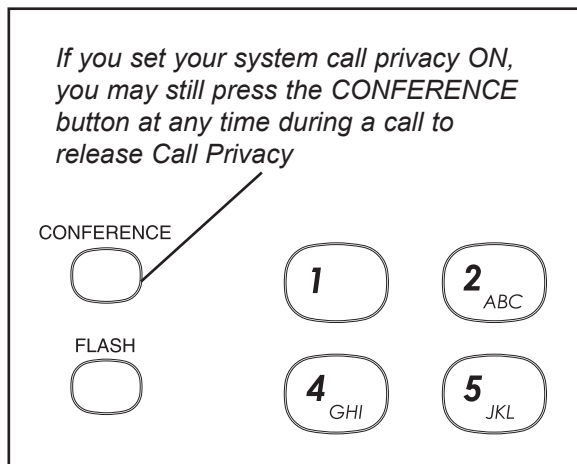 If you set your system call privacy ON,
you may still press the CONFERENCE
button at any time during a call to
release Call Privacy
CONFERENCE
1
2 ABC
FLASH
4 GHI
5 JKL